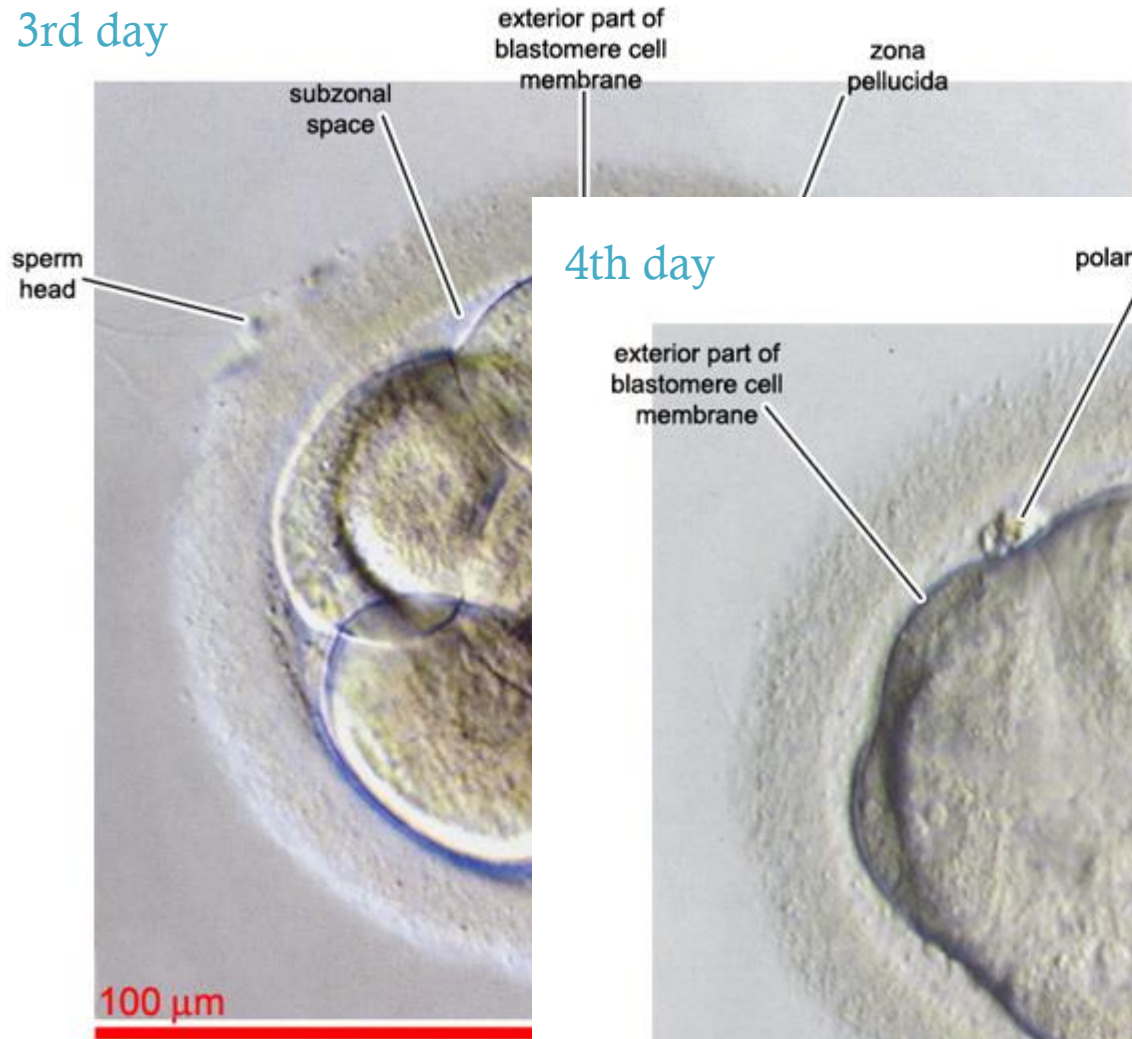 3rd day
exterior part of
blastomere cell
membrane
zona
pellucida
subzonal
space
sperm
head
4th day
polar
exterior part of
blastomere cell
membrane
100 µm